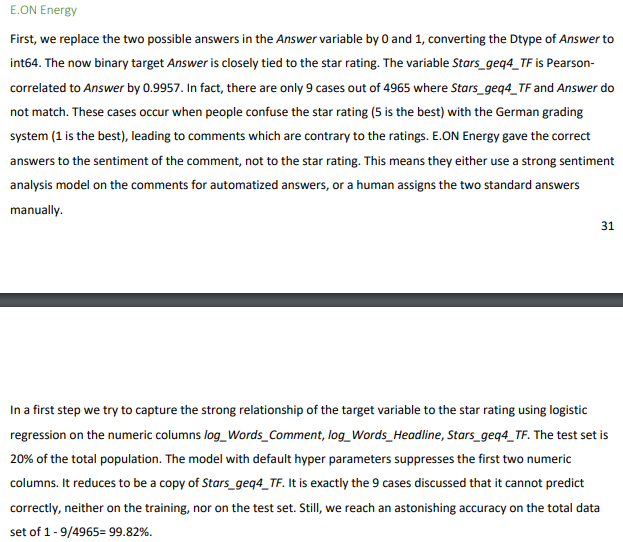 E.ON Energy
First, we replace the two possible answers in the Answer variable by 0 and 1, converting the Dtype of Answer to
int64. The now binary target Answer is closely tied to the star rating. The variable Stars_geq4_TF is Pearson-
correlated to Answer by 0.9957. In fact, there are only 9 cases out of 4965 where Stars_geq4_TF and Answer do
not match. These cases occur when people confuse the star rating (5 is the best) with the German grading
system (1 is the best), leading to comments which are contrary to the ratings. E.ON Energy gave the correct
answers to the sentiment of the comment, not to the star rating. This means they either use a strong sentiment
analysis model on the comments for automatized answers, or a human assigns the two standard answers
manually.
31
In a first step we try to capture the strong relationship of the target variable to the star rating using logistic
regression on the numeric columns log_Words_Comment, log_Words_Headline, Stars_geq4_TF. The test set is
20% of the total population. The model with default hyper parameters suppresses the first two numeric
columns. It reduces to be a copy of Stars_geq4_TF. It is exactly the 9 cases discussed that it cannot predict
correctly, neither on the training, nor on the test set. Still, we reach an astonishing accuracy on the total data
set of 1 - 9/4965= 99.82%.